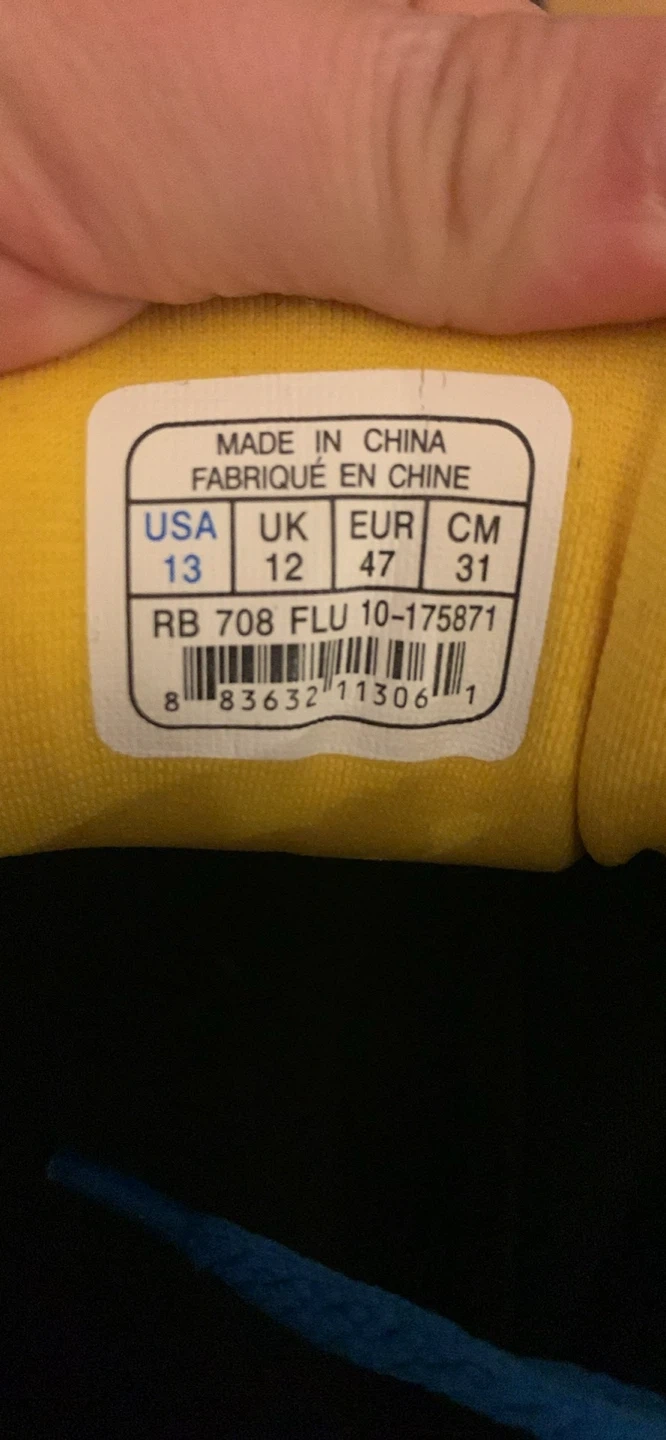 MADE IN CHINA
FABRIQUÉ EN CHINE
USA UK EUR CM
13 12 47 31
RB 708 FLU 10-175871
8 83632 11306 1